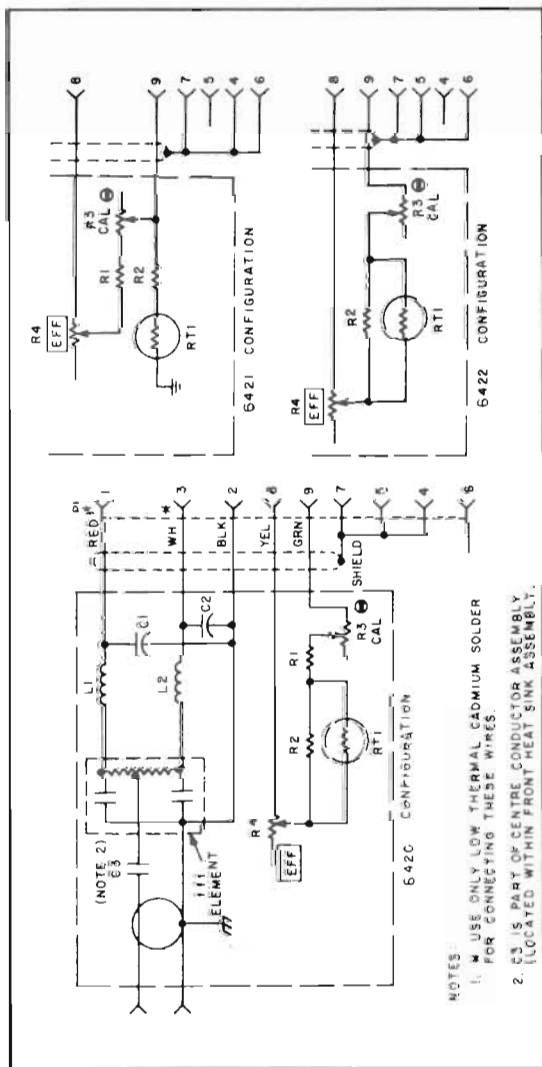 (NOTE 2)
C3
L1
L2
C1
C2
ELEMENT
R4
EFF
R2
R1
R3
CAL
RT1
6420 CONFIGURATION
P1
RED *
WH *
BLK
YEL
GRN
SHIELD
1
3
2
8
9
7
5
4
6
R4
EFF
R1
R2
R3
CAL
RT1
6421 CONFIGURATION
8
9
7
5
4
6
R4
EFF
R2
R3
CAL
RT1
6422 CONFIGURATION
8
9
7
5
4
6
NOTES:
1. * USE ONLY LOW THERMAL CADMIUM SOLDER
FOR CONNECTING THESE WIRES.
2. C3 IS PART OF CENTRE CONDUCTOR ASSEMBLY
(LOCATED WITHIN FRONT HEAT SINK ASSEMBLY.